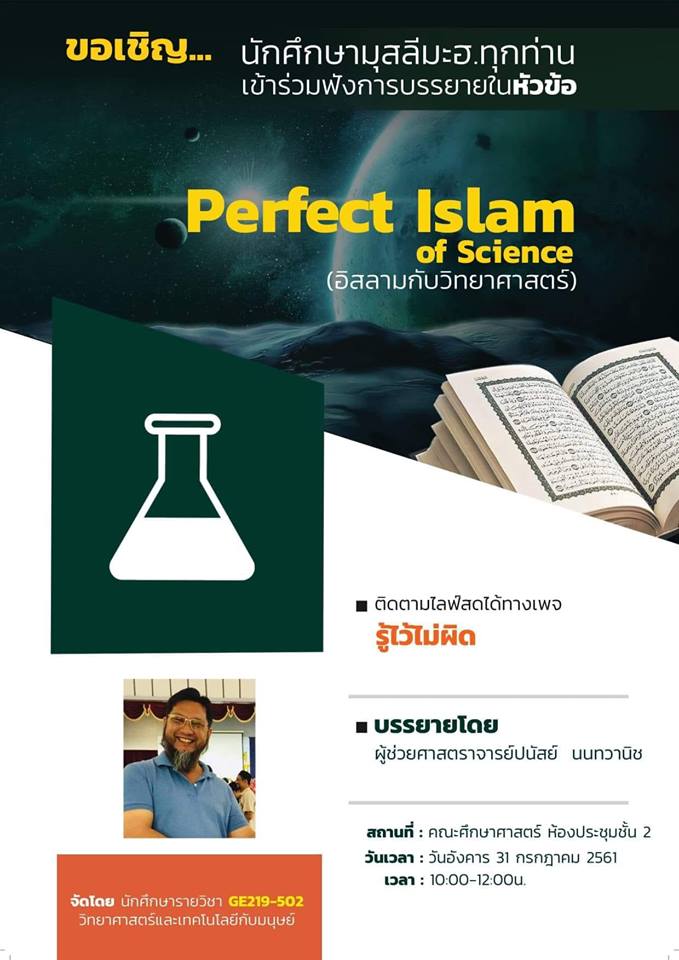 ขอเชิญ...
นักศึกษามุสลีมะฮ.ทุกท่าน
เข้าร่วมฟังการบรรยายในหัวข้อ
Perfect Islam
of Science
(อิสลามกับวิทยาศาสตร์)
ติดตามไลฟ์สดได้ทางเพจ
รู้ไว้ไม่ผิด
บรรยายโดย
ผู้ช่วยศาสตราจารย์ปนัสย์ นนทวานิช
สถานที่ : คณะศึกษาศาสตร์ ห้องประชุมชั้น 2
วันเวลา : วันอังคาร 31 กรกฎาคม 2561
เวลา : 10:00-12:00น.
จัดโดย นักศึกษารายวิชา GE219-502
วิทยาศาสตร์และเทคโนโลยีกับมนุษย์